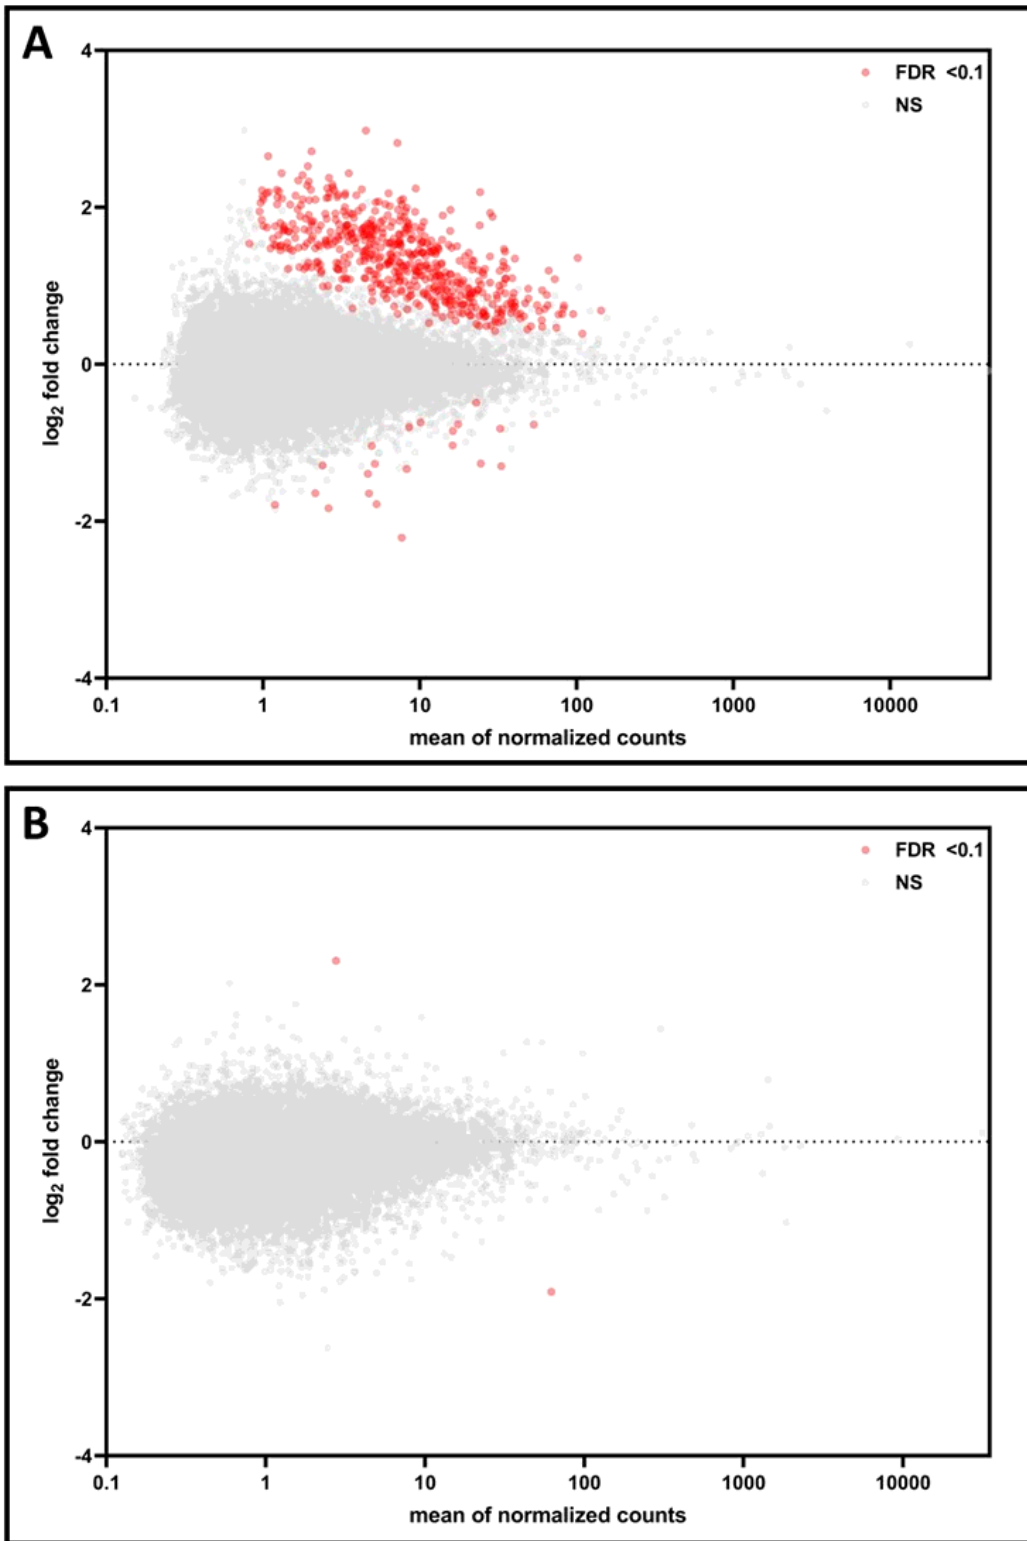 A
4
FDR <0.1
NS
2
log2 fold change
0
-2
-4
0.1 1 10 100 1000 10000
mean of normalized counts
B
4
FDR <0.1
NS
2
log2 fold change
0
-2
-4
0.1 1 10 100 1000 10000
mean of normalized counts